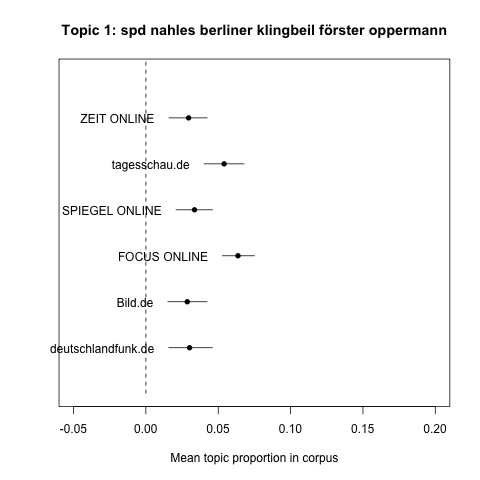 Topic 1: spd nahles berliner klingbeil förster oppermann
ZEIT ONLINE
tagesschau.de
SPIEGEL ONLINE
FOCUS ONLINE
Bild.de
deutschlandfunk.de
-0.05 0.00 0.05 0.10 0.15 0.20
Mean topic proportion in corpus